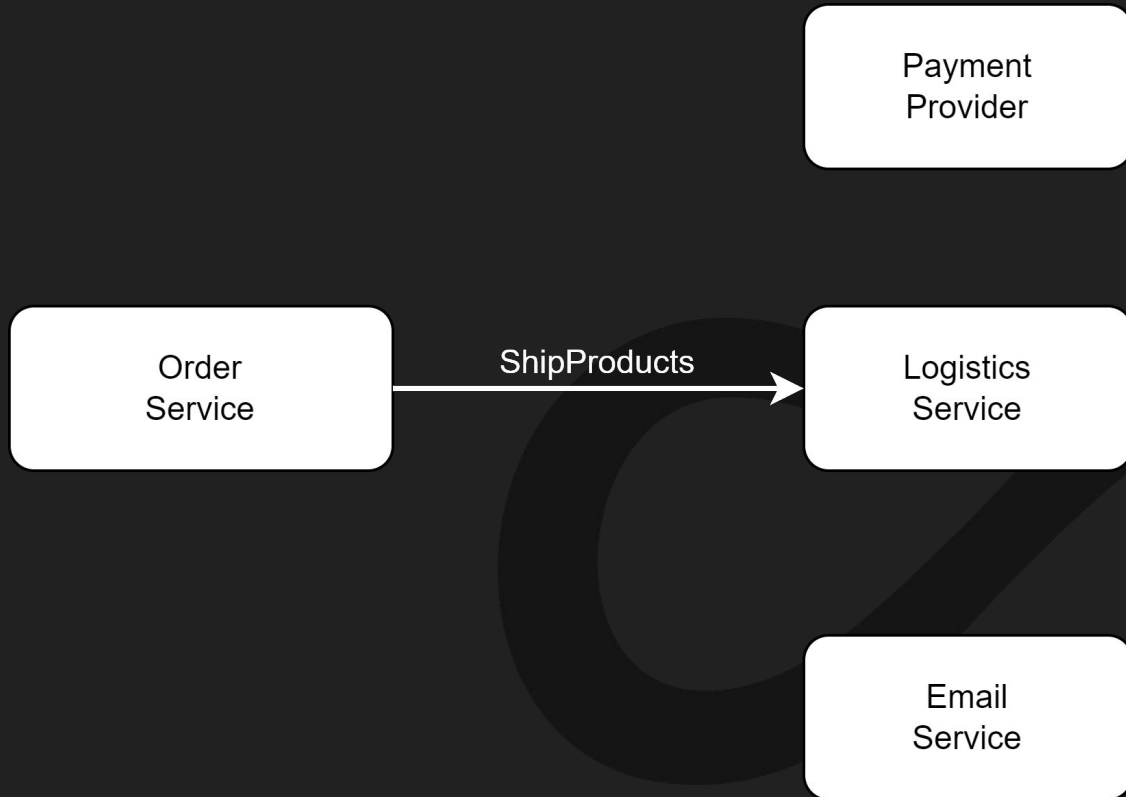 Payment
Provider
Order
Service
ShipProducts
Logistics
Service
Email
Service